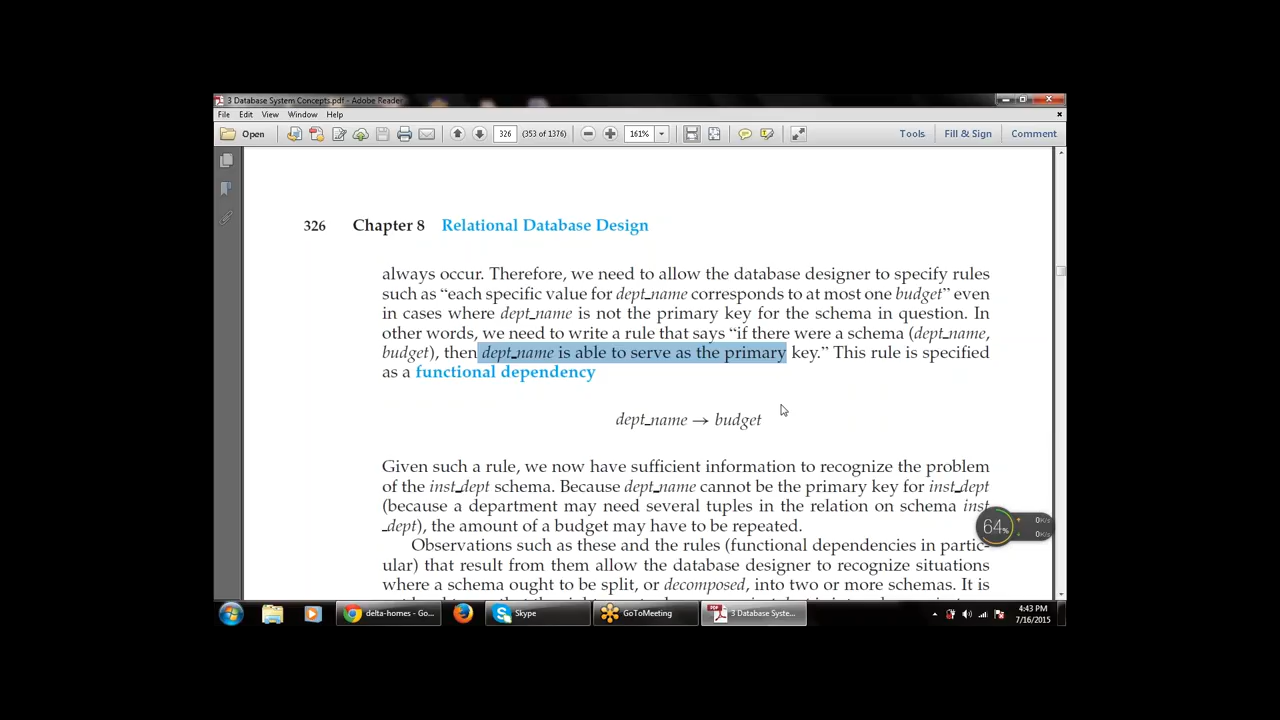 3 Database System Concepts.pdf - Adobe Reader
File Edit View Window Help
Open 326 (353 of 1376) 161% Tools Fill & Sign Comment
326 Chapter 8 Relational Database Design
always occur. Therefore, we need to allow the database designer to specify rules
such as “each specific value for dept_name corresponds to at most one budget” even
in cases where dept_name is not the primary key for the schema in question. In
other words, we need to write a rule that says “if there were a schema (dept_name,
budget), then dept_name is able to serve as the primary key.” This rule is specified
as a functional dependency
dept_name → budget
Given such a rule, we now have sufficient information to recognize the problem
of the inst_dept schema. Because dept_name cannot be the primary key for inst_dept
(because a department may need several tuples in the relation on schema inst
_dept), the amount of a budget may have to be repeated.
Observations such as these and the rules (functional dependencies in partic-
ular) that result from them allow the database designer to recognize situations
where a schema ought to be split, or decomposed, into two or more schemas. It is
64%
0K/s
0K/s
delta-homes - Go... Skype GoToMeeting 3 Database Syste...
4:43 PM
7/16/2015